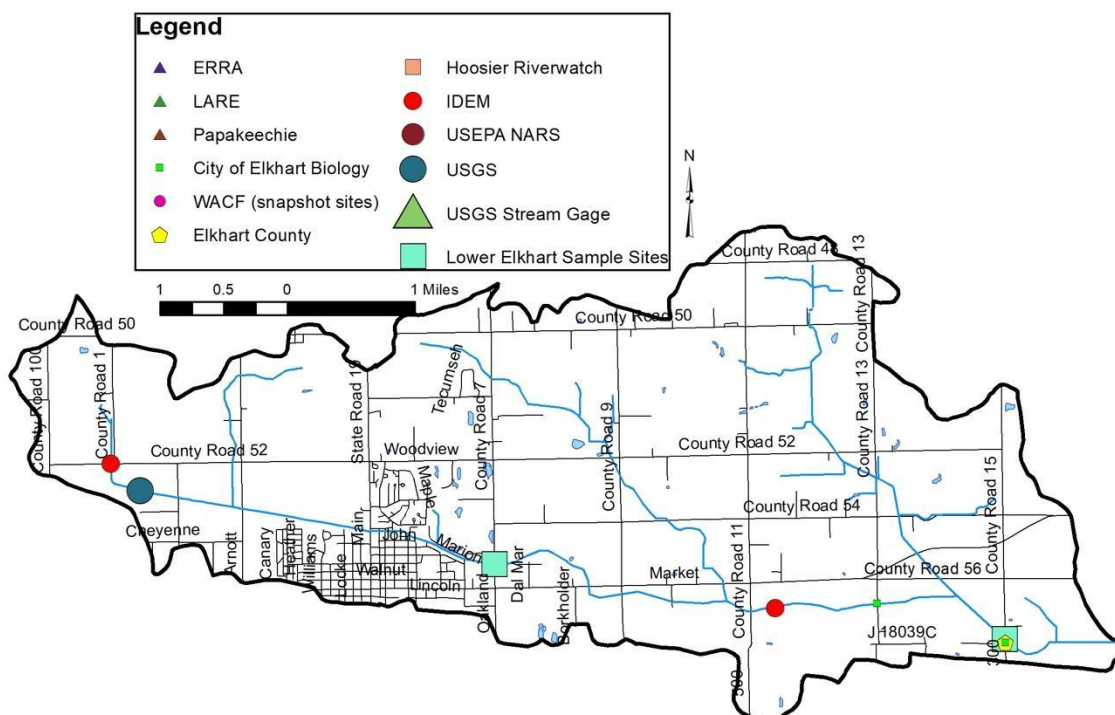 Legend
ERRA
LARE
Papakeechie
City of Elkhart Biology
WACF (snapshot sites)
Elkhart County
Hoosier Riverwatch
IDEM
USEPA NARS
USGS
USGS Stream Gage
Lower Elkhart Sample Sites
1 0.5 0 1 Miles
N
County Road 48
County Road 13
County Road 50
County Road 50
County Road 100
County Road 1
State Road 19
Tecumseh
County Road 7
County Road 9
County Road 13
County Road 52
Woodview
County Road 52
Maple
County Road 15
County Road 54
Cheyenne
Arnott
Canary
Heather
Williams
Locke
Main
John
Marion
Walnut
Lincoln
Oakland
Dal Mar
Borkholder
Market
County Road 11
County Road 56
J 18039C
500
300